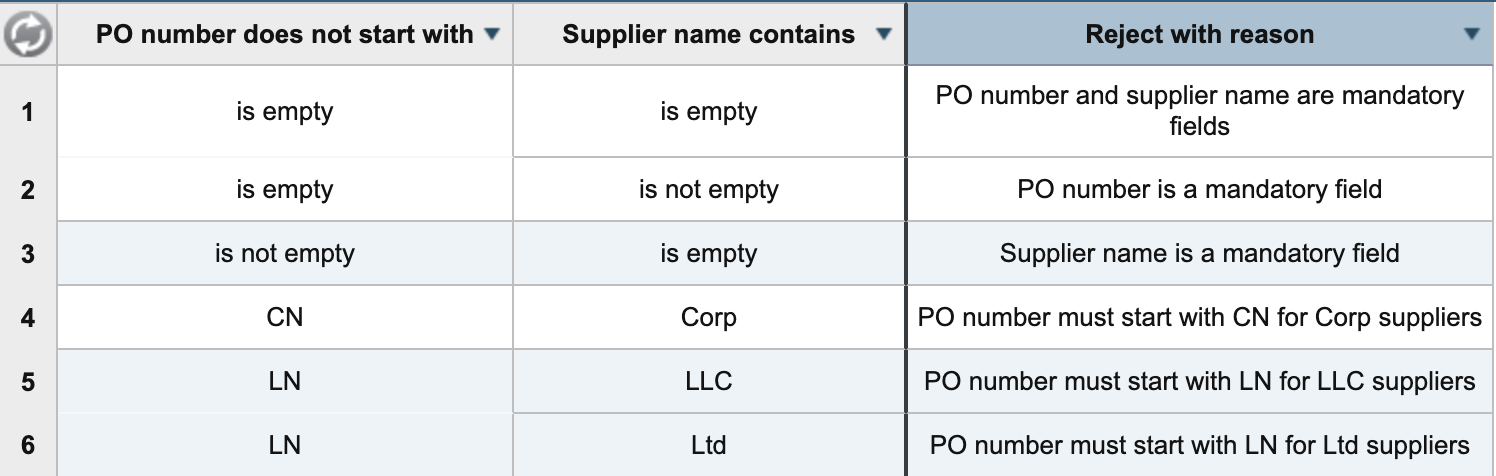 PO number does not start with
Supplier name contains
Reject with reason
1
is empty
is empty
PO number and supplier name are mandatory
fields
2
is empty
is not empty
PO number is a mandatory field
3
is not empty
is empty
Supplier name is a mandatory field
4
CN
Corp
PO number must start with CN for Corp suppliers
5
LN
LLC
PO number must start with LN for LLC suppliers
6
LN
Ltd
PO number must start with LN for Ltd suppliers